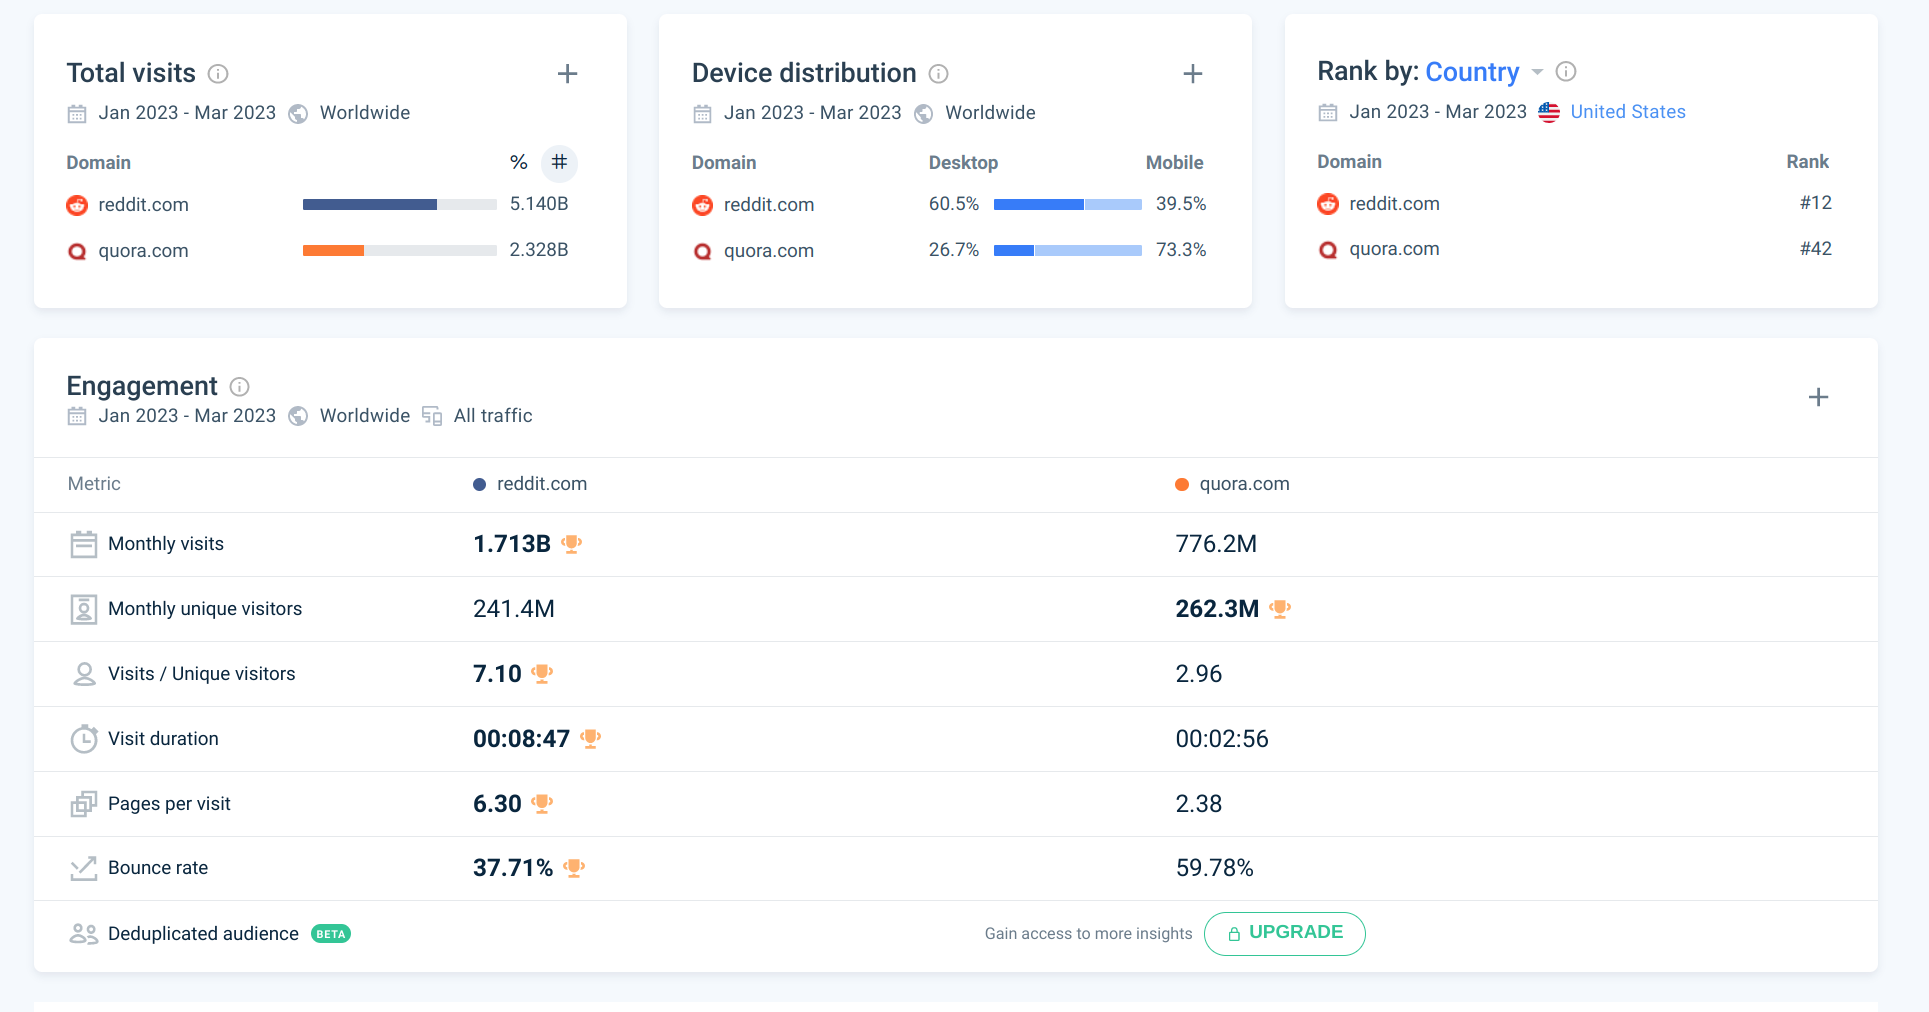 Total visits
Jan 2023 - Mar 2023 Worldwide
Domain % #
reddit.com 5.140B
quora.com 2.328B
Device distribution
Jan 2023 - Mar 2023 Worldwide
Domain Desktop Mobile
reddit.com 60.5% 39.5%
quora.com 26.7% 73.3%
Rank by: Country
Jan 2023 - Mar 2023 United States
Domain Rank
reddit.com #12
quora.com #42
Engagement
Jan 2023 - Mar 2023 Worldwide All traffic
Metric reddit.com quora.com
Monthly visits 1.713B 776.2M
Monthly unique visitors 241.4M 262.3M
Visits / Unique visitors 7.10 2.96
Visit duration 00:08:47 00:02:56
Pages per visit 6.30 2.38
Bounce rate 37.71% 59.78%
Deduplicated audience BETA Gain access to more insights UPGRADE